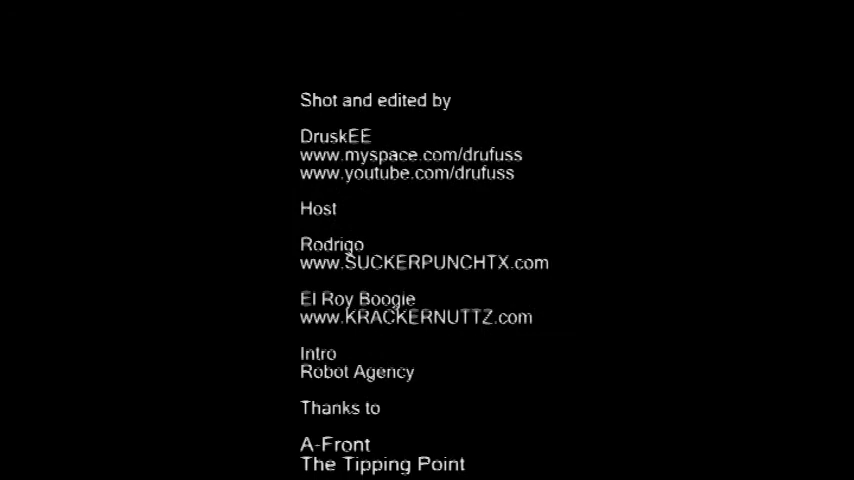 Shot and edited by
DruskEE
www.myspace.com/drufuss
www.youtube.com/drufuss
Host
Rodrigo
www.SUCKERPUNCHTX.com
El Roy Boogie
www.KRACKERNUTTZ.com
Intro
Robot Agency
Thanks to
A-Front
The Tipping Point